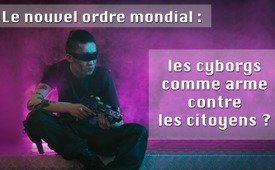 Le nouvel ordre mondial :
les cyborgs
comme arme
contre
les citoyens ?